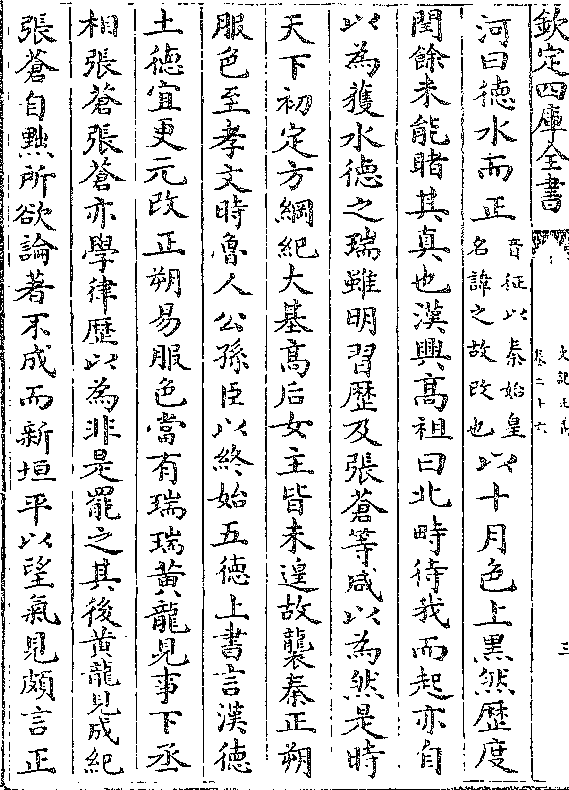 欽定四庫全書
史記正義
卷二十六
三
河曰德水而正音征以秦始皇名諱之故改也以十月色上黒然歴度
閏餘未能睹其真也漢興髙祖曰北畤待我而起亦自
以為獲水德之瑞雖明習歴及張蒼等咸以為然是時
天下初定方綱紀大基髙后女主皆未遑故襲秦正朔
服色至孝文時魯人公孫臣以終始五德上書言漢德
土德宜更元改正朔易服色當有瑞瑞黄龍見事下丞
相張蒼張蒼亦學律歴以為非是罷之其後黄龍見成紀
張蒼自黜所欲論著不成而新垣平以望氣見頗言正